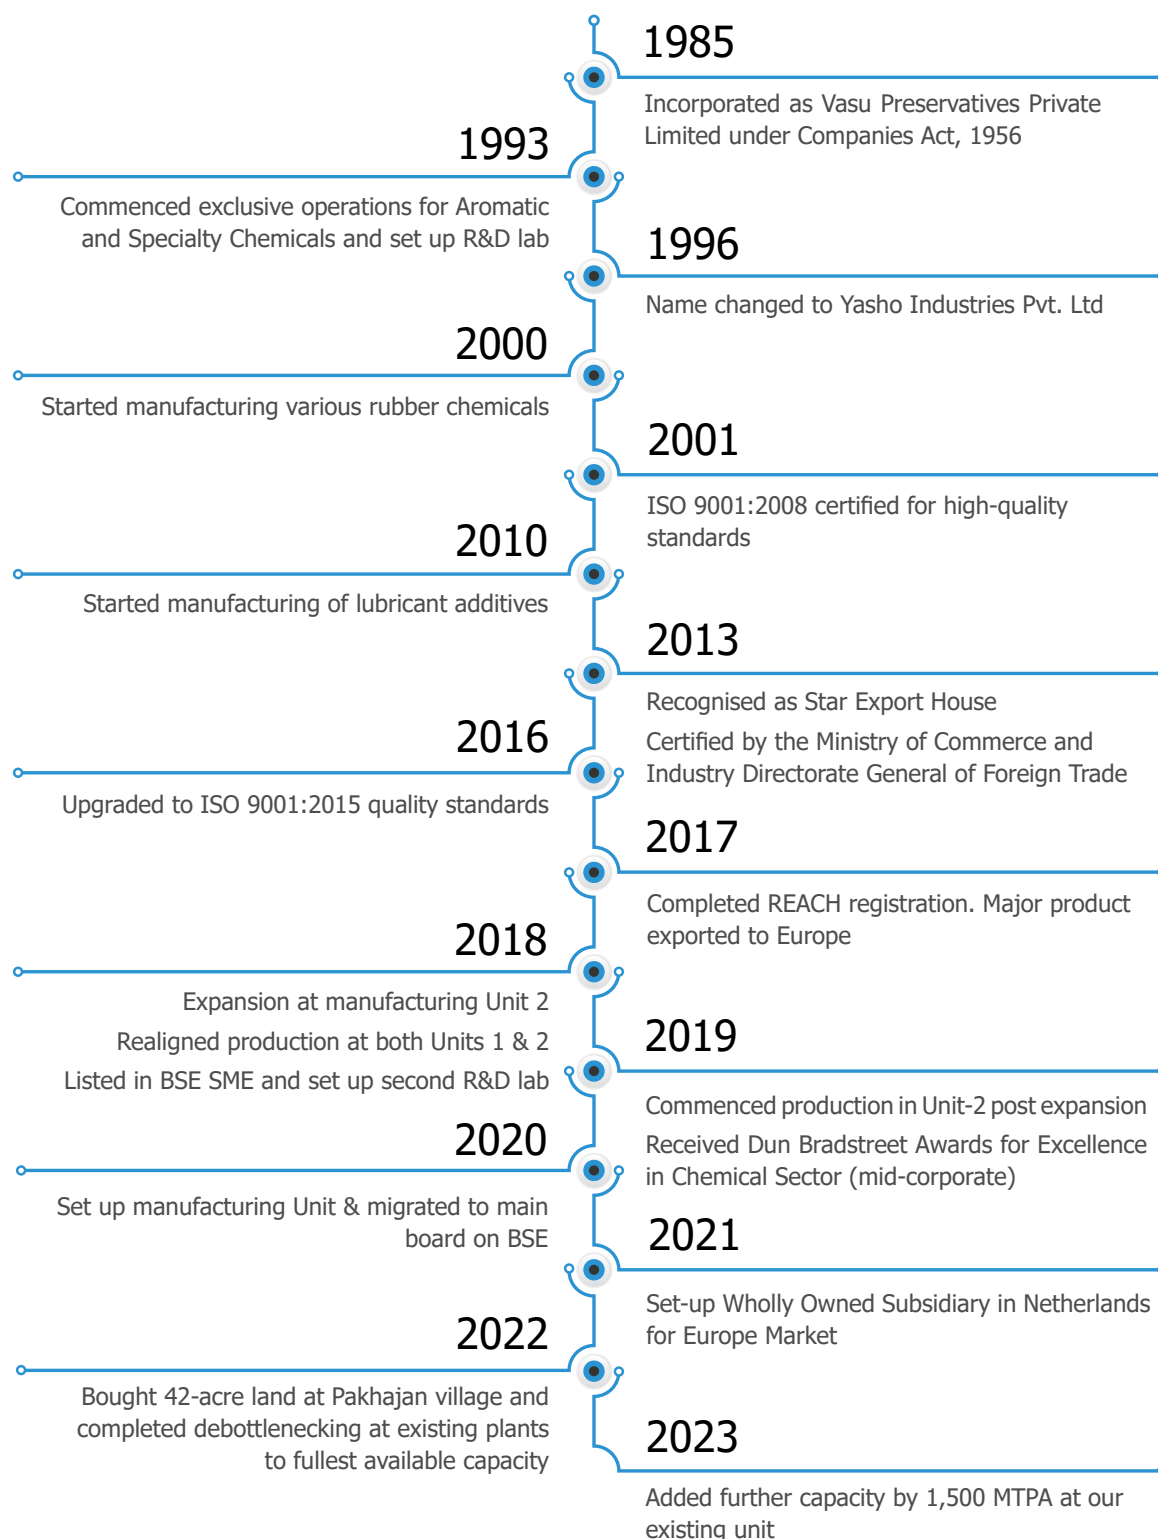 1985
Incorporated as Vasu Preservatives Private
Limited under Companies Act, 1956
1993
Commenced exclusive operations for Aromatic
and Specialty Chemicals and set up R&D lab
1996
Name changed to Yasho Industries Pvt. Ltd
2000
Started manufacturing various rubber chemicals
2001
ISO 9001:2008 certified for high-quality
standards
2010
Started manufacturing of lubricant additives
2013
Recognised as Star Export House
Certified by the Ministry of Commerce and
Industry Directorate General of Foreign Trade
2016
Upgraded to ISO 9001:2015 quality standards
2017
Completed REACH registration. Major product
exported to Europe
2018
Expansion at manufacturing Unit 2
Realigned production at both Units 1 & 2
Listed in BSE SME and set up second R&D lab
2019
Commenced production in Unit-2 post expansion
Received Dun Bradstreet Awards for Excellence
in Chemical Sector (mid-corporate)
2020
Set up manufacturing Unit & migrated to main
board on BSE
2021
Set-up Wholly Owned Subsidiary in Netherlands
for Europe Market
2022
Bought 42-acre land at Pakhajan village and
completed debottlenecking at existing plants
to fullest available capacity
2023
Added further capacity by 1,500 MTPA at our
existing unit